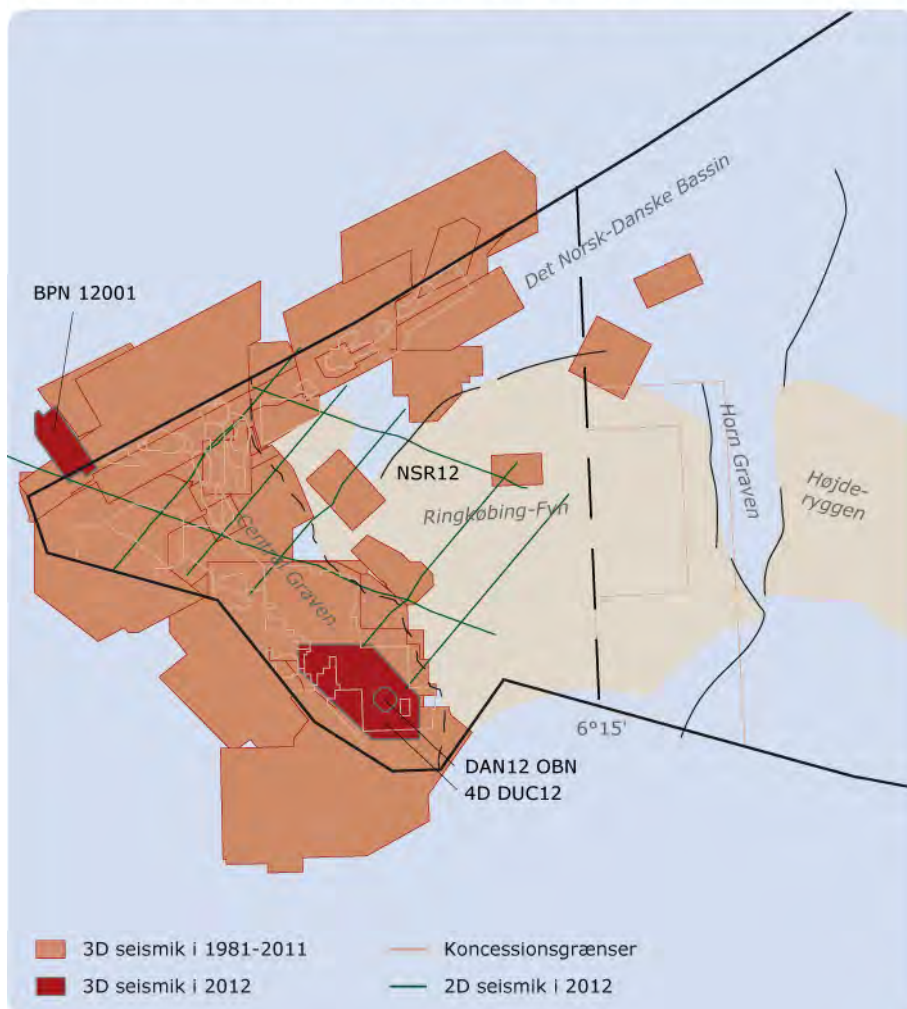 Det Norsk-Danske Bassin
BPN 12001
Horn Graven
NSR12
Højde-
ryggen
Ringkøbing-Fyn
Central Graven
6°15'
DAN12 OBN
4D DUC12
3D seismik i 1981-2011
Koncessionsgrænser
3D seismik i 2012
2D seismik i 2012